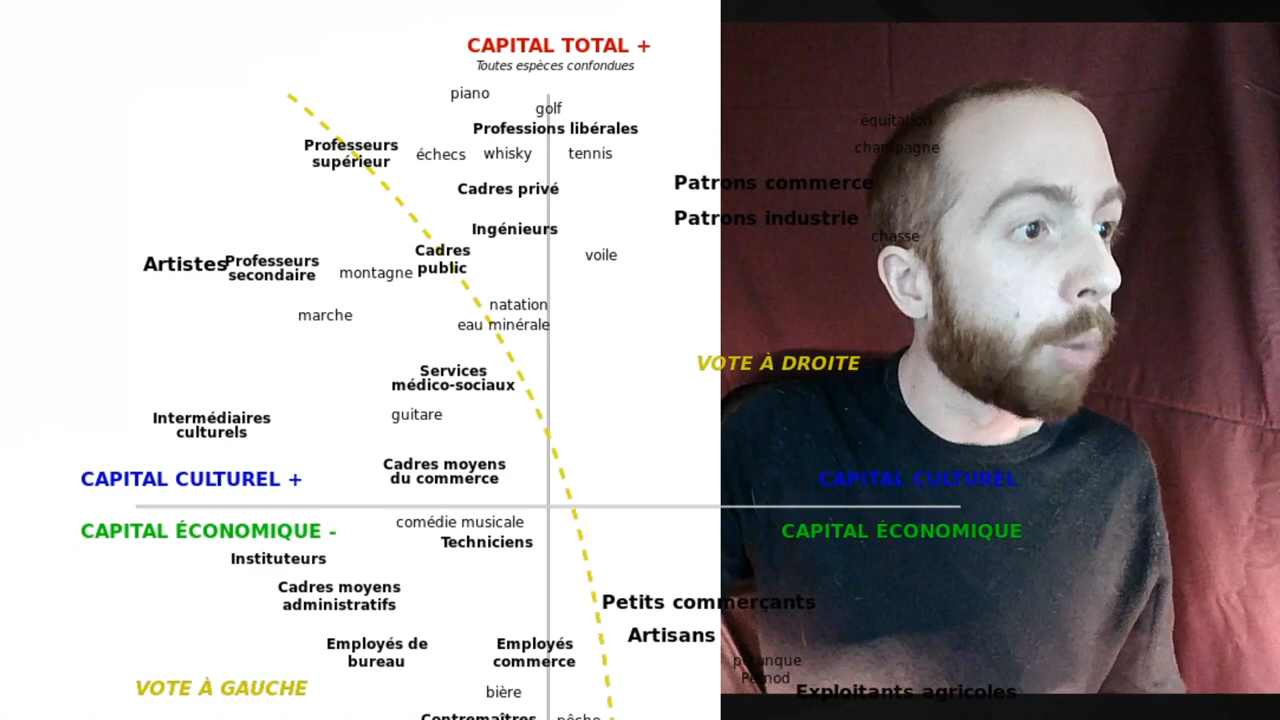 CAPITAL TOTAL +
Toutes espèces confondues
piano
golf
équitation
Professions libérales
Professeurs
supérieur
échecs
whisky
tennis
champagne
Cadres privé
Patrons commerce
Patrons industrie
Ingénieurs
chasse
Cadres
public
voile
Artistes
Professeurs
secondaire
montagne
natation
marche
eau minérale
VOTE À DROITE
Services
médico-sociaux
guitare
Intermédiaires
culturels
Cadres moyens
du commerce
CAPITAL CULTUREL +
CAPITAL CULTUREL
CAPITAL ÉCONOMIQUE -
CAPITAL ÉCONOMIQUE
comédie musicale
Techniciens
Instituteurs
Cadres moyens
administratifs
Petits commerçants
Artisans
Employés de
bureau
Employés
commerce
pétanque
Pernod
VOTE À GAUCHE
bière
Exploitants agricoles
Contremaîtres
pêche